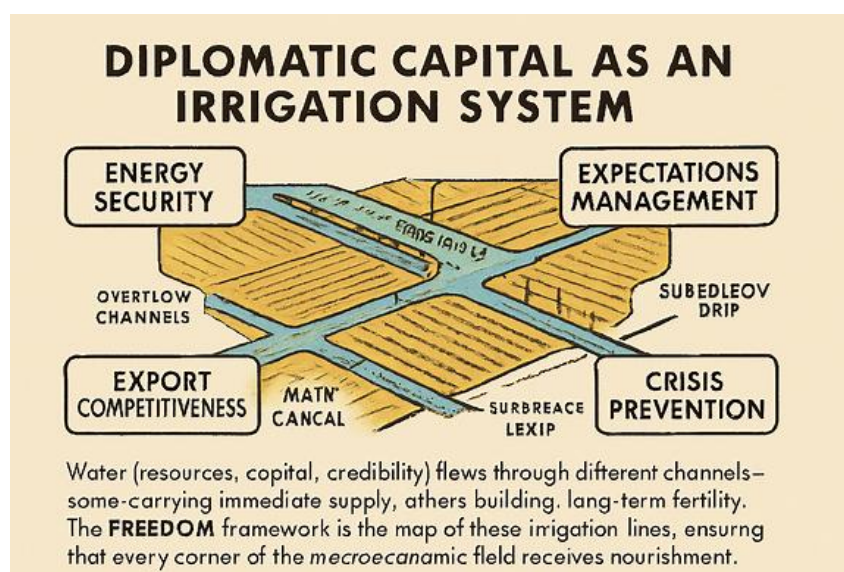 DIPLOMATIC CAPITAL AS AN
IRRIGATION SYSTEM
ENERGY
SECURITY
EXPECTATIONS
MANAGEMENT
OVERTLOW
CHANNELS
SUBEDLEOV
DRIP
EXPORT
COMPETITIVENESS
MATN'
CANCAL
SURBREACE
LEXIP
CRISIS
PREVENTION
Water (resources, capital, credibility) flews through different channels–
some-carrying immediate supply, athers building. lang-term fertility.
The FREEDOM framework is the map of these irrigation lines, ensurng
that every corner of the mecroecanamic fleld receives nourishment.